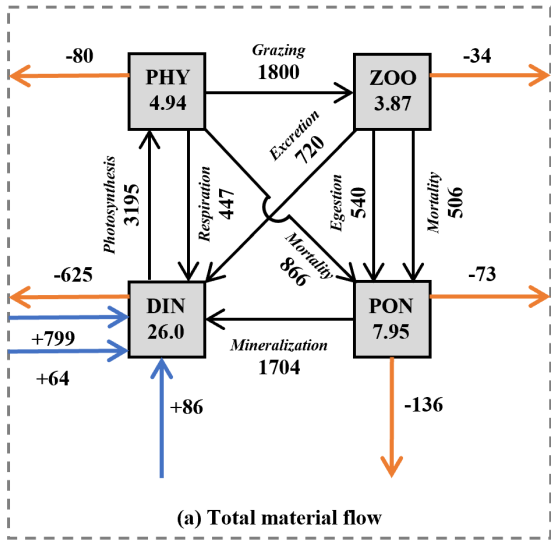 -80
PHY
4.94
Grazing
1800
ZOO
3.87
-34
Photosynthesis
3195
Respiration
447
Excretion
720
Mortality
866
Egestion
540
Mortality
506
-625
DIN
26.0
+799
+64
+86
Mineralization
1704
PON
7.95
-73
-136
(a) Total material flow